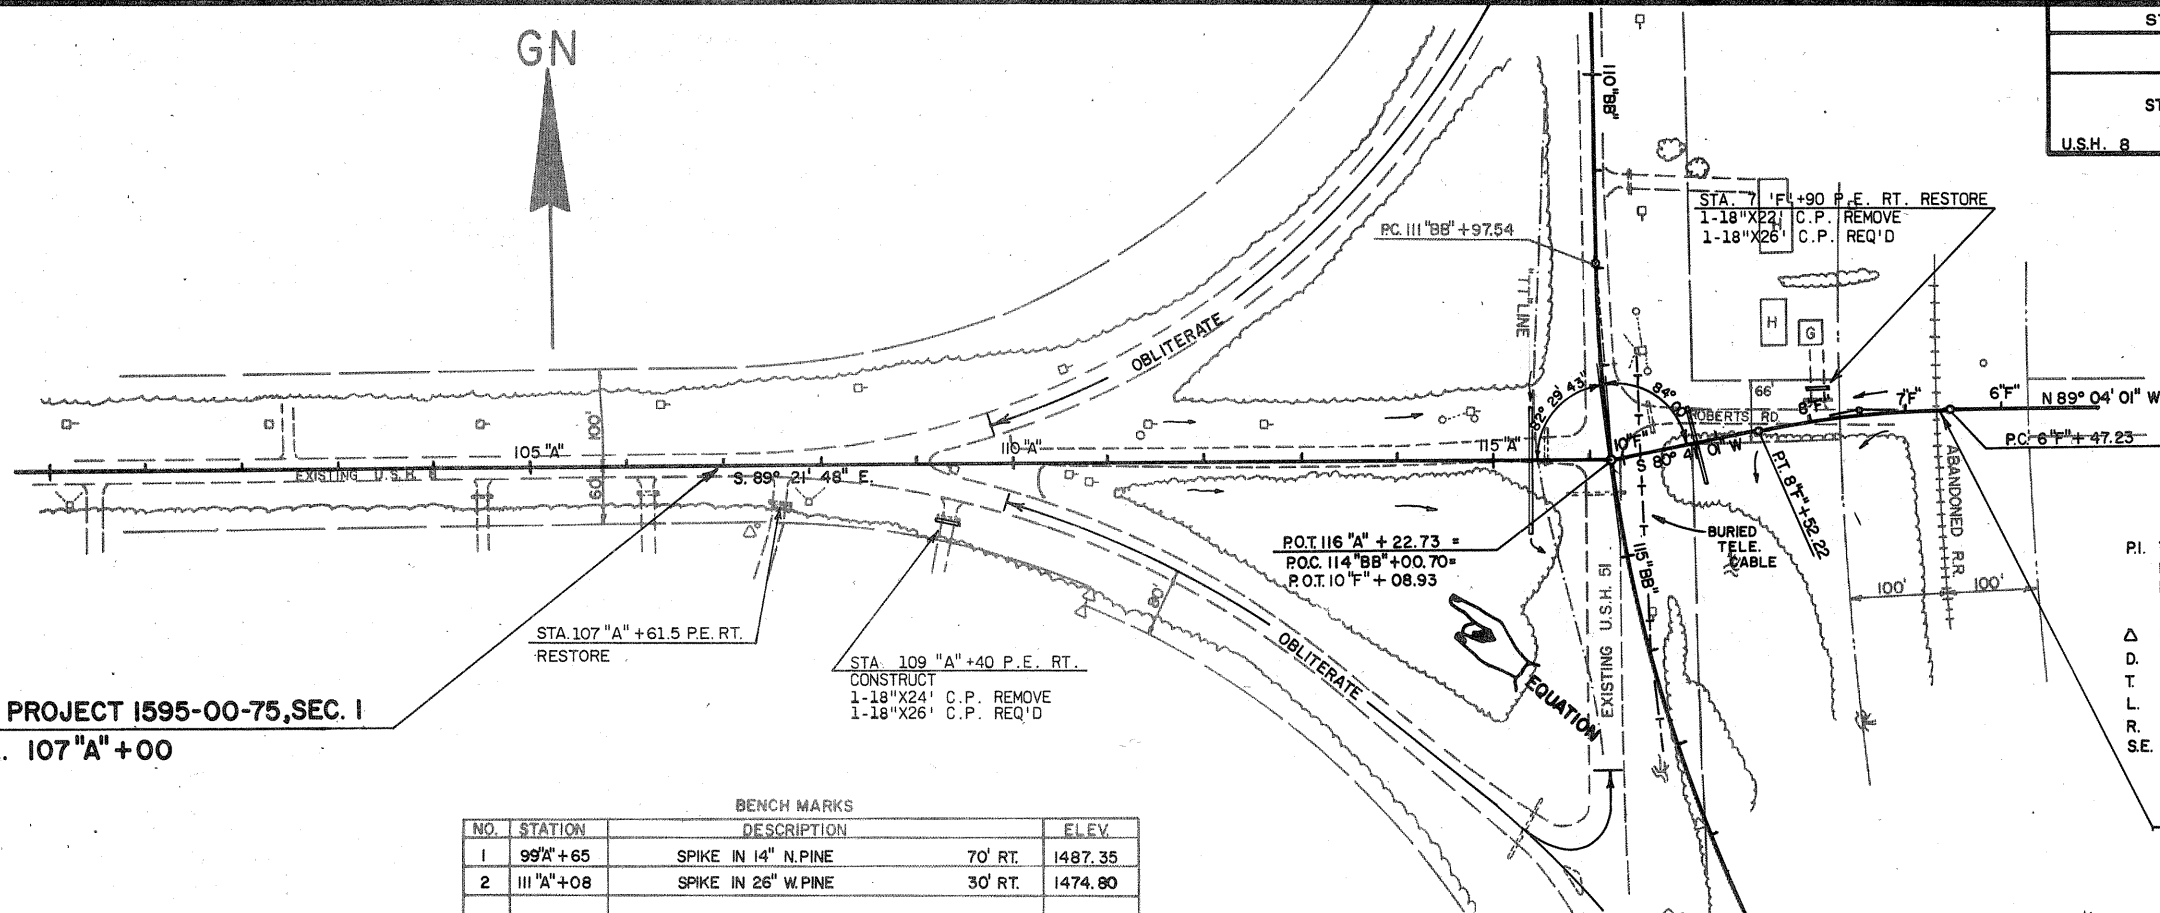 GN
U.S.H. 8
110"BB"
STA. 7 "F"+90 P.E. RT. RESTORE
1-18"X22' C.P. REMOVE
1-18"X26' C.P. REQ'D
H
P.C. 111 "BB"+97.54
"TT" LINE
OBLITERATE
H
G
100'
60'
82° 29' 43"
84°
66'
ROBERTS RD
8"F"
7"F"
6"F"
N 89° 04' 01" W
P.C. 6 "F"+ 47.23
105 "A"
110 "A"
115 "A"
10"F"
S 80° 41' 01" W
P.T. 8"F"+52.22
EXISTING U.S.H. 8
S. 89° 21' 48" E.
ABANDONED R.R.
BURIED
TELE.
CABLE
P.O.T. 116 "A" + 22.73 =
P.O.C. 114 "BB"+00.70=
P.O.T. 10 "F" + 08.93
115"BB"
100'
100'
P.I.
80'
EXISTING U.S.H. 51
STA. 107 "A" +61.5 P.E. RT.
RESTORE
STA. 109 "A"+40 P.E. RT.
CONSTRUCT
1-18"X24' C.P. REMOVE
1-18"X26' C.P. REQ'D
OBLITERATE
EQUATION
Δ
D.
T.
L.
R.
S.E.
PROJECT 1595-00-75, SEC. I
. 107 "A"+00
BENCH MARKS
NO. STATION DESCRIPTION ELEV.
1 99"A"+65 SPIKE IN 14" N. PINE 70' RT. 1487.35
2 111 "A"+08 SPIKE IN 26" W. PINE 30' RT. 1474.80